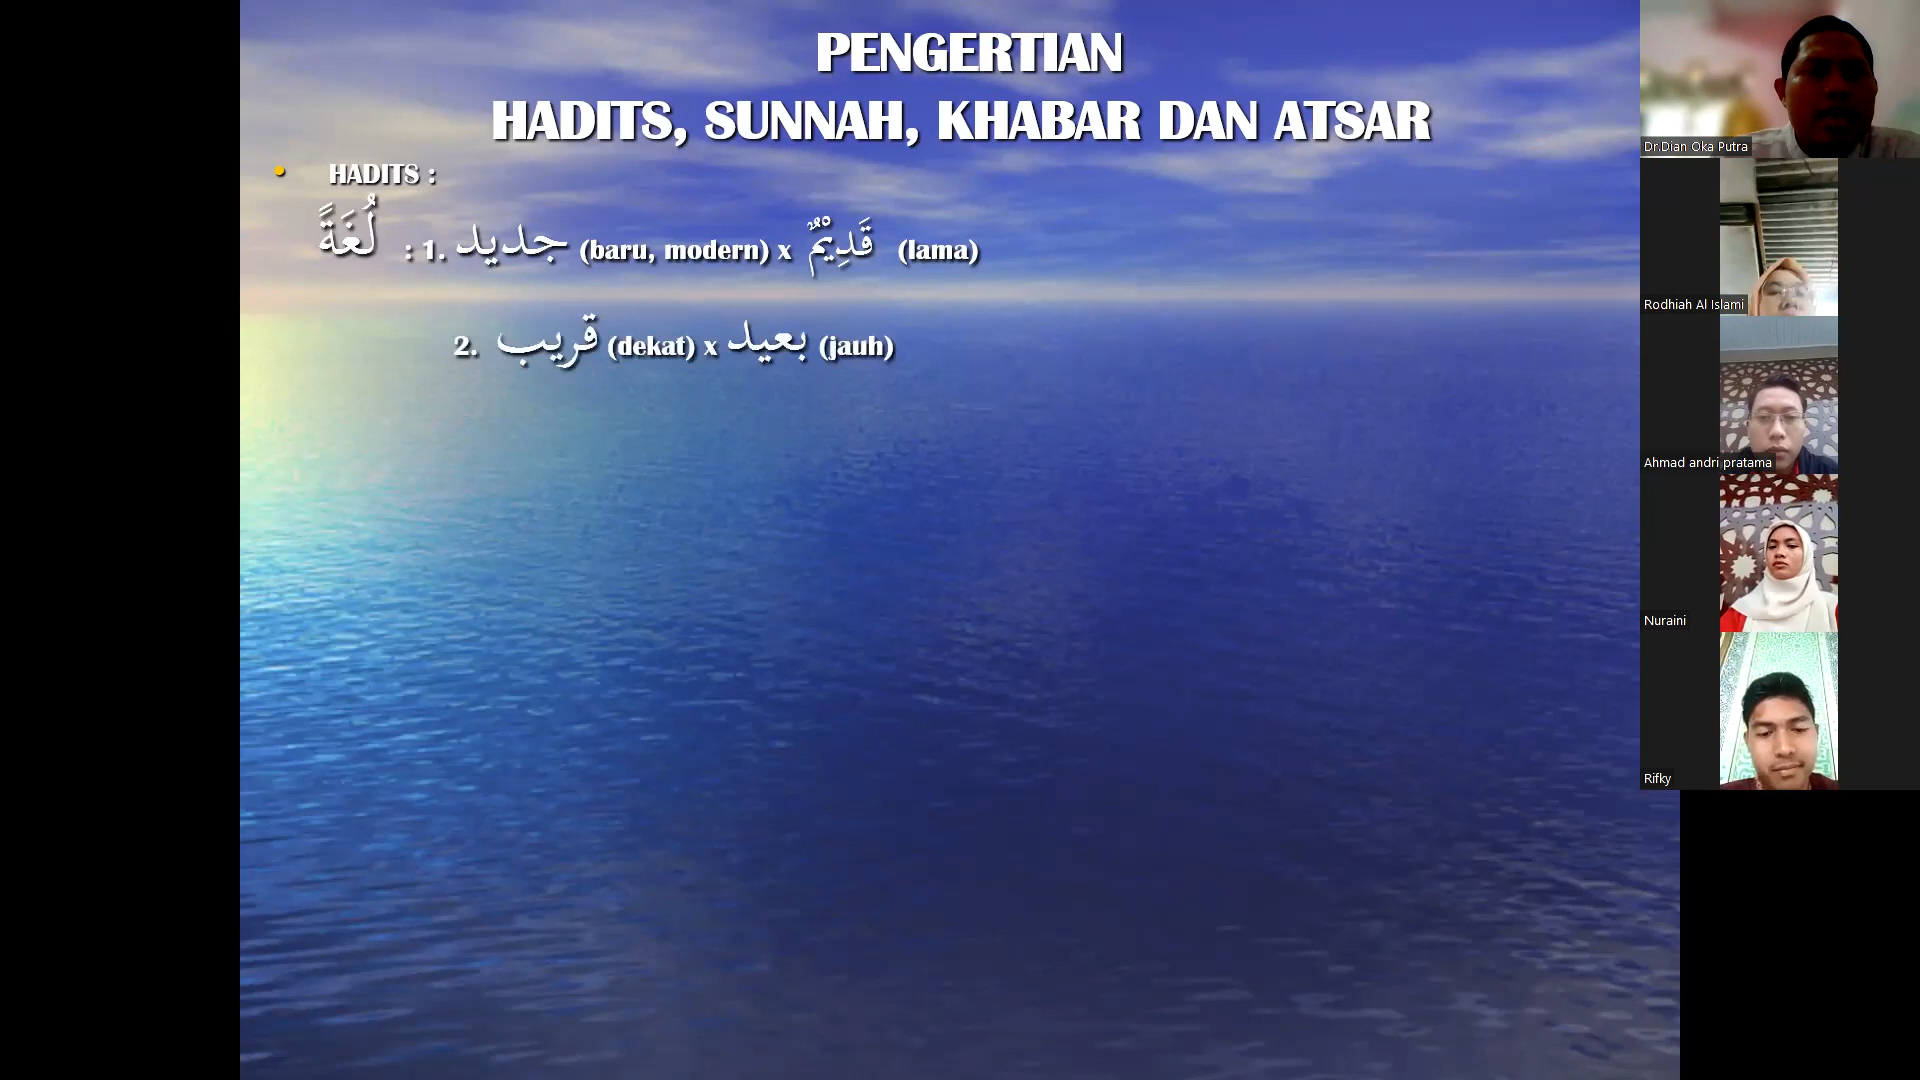 PENGERTIAN
HADITS, SUNNAH, KHABAR DAN ATSAR
• HADITS :
لُغَةً : 1. جديد (baru, modern) x قَدِيْمٌ (lama)
2. قريب (dekat) x بعيد (jauh)
Dr.Dian Oka Putra
Rodhiah Al Islami
Ahmad andri pratama
Nuraini
Rifky